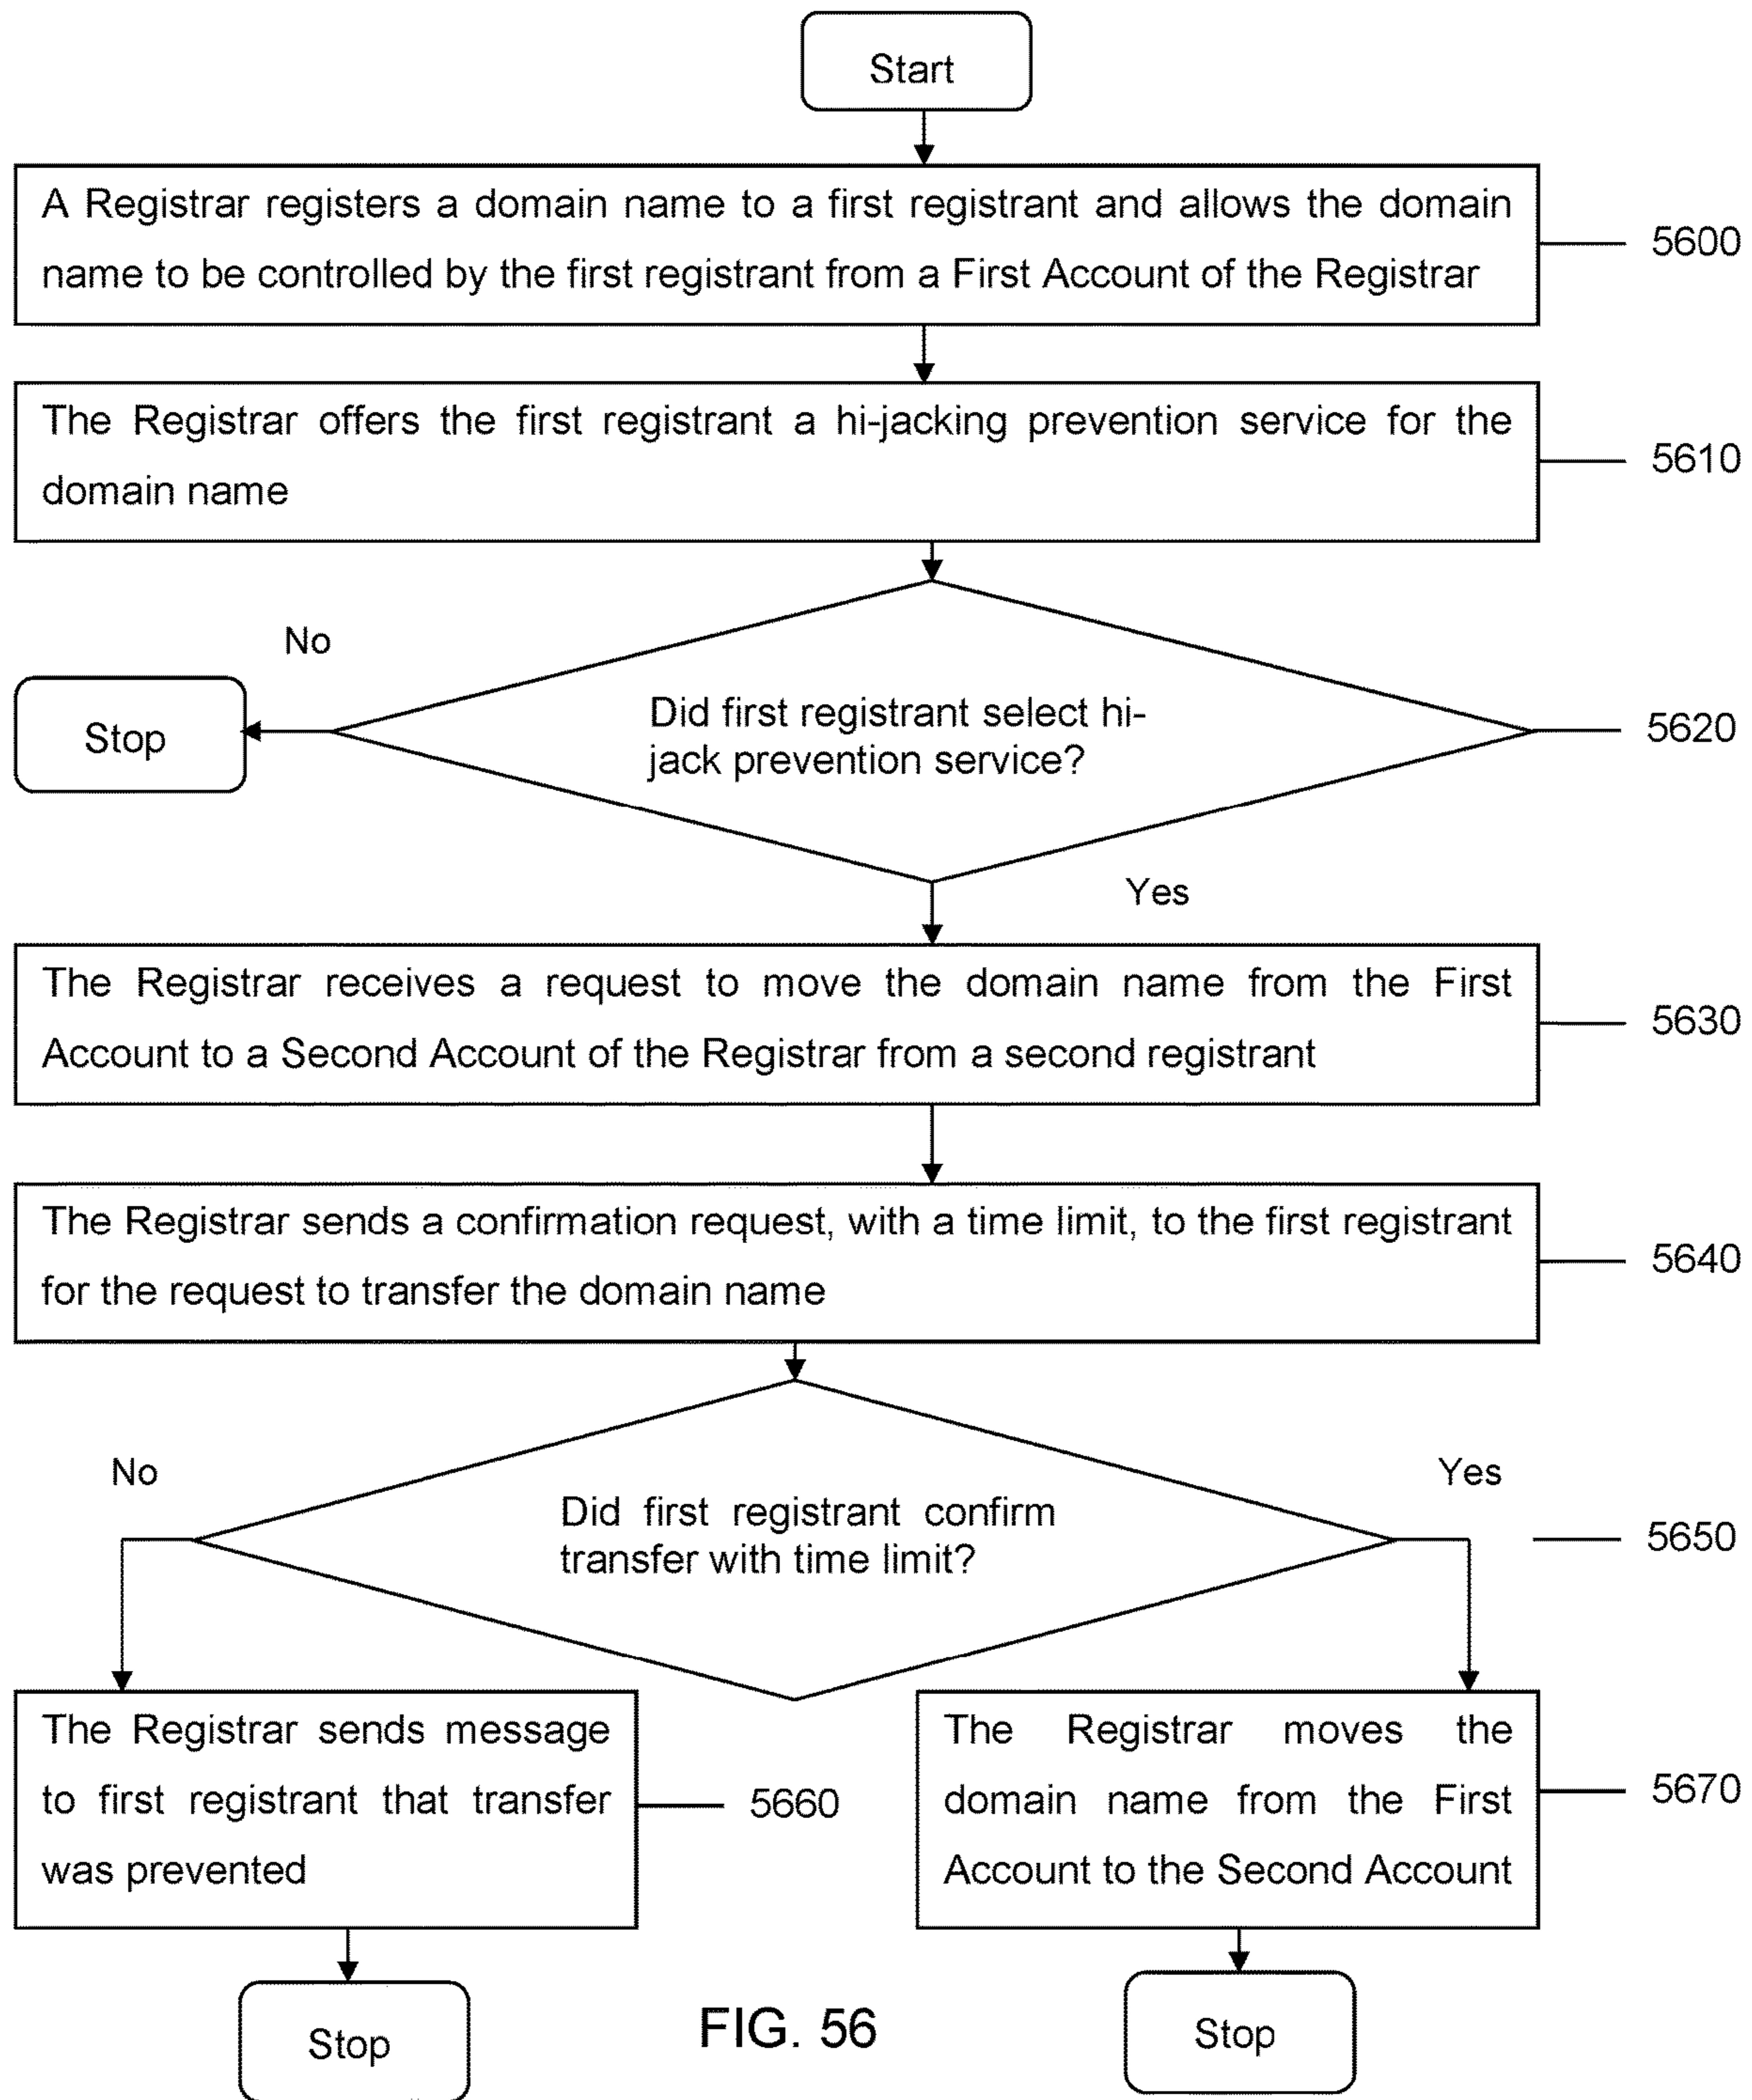 Start
A Registrar registers a domain name to a first registrant and allows the domain
name to be controlled by the first registrant from a First Account of the Registrar
5600
The Registrar offers the first registrant a hi-jacking prevention service for the
domain name
5610
No
Stop
Did first registrant select hi-
jack prevention service?
5620
Yes
The Registrar receives a request to move the domain name from the First
Account to a Second Account of the Registrar from a second registrant
5630
The Registrar sends a confirmation request, with a time limit, to the first registrant
for the request to transfer the domain name
5640
No
Yes
Did first registrant confirm
transfer with time limit?
5650
The Registrar sends message
to first registrant that transfer
was prevented
5660
The Registrar moves the
domain name from the First
Account to the Second Account
5670
Stop
FIG. 56
Stop